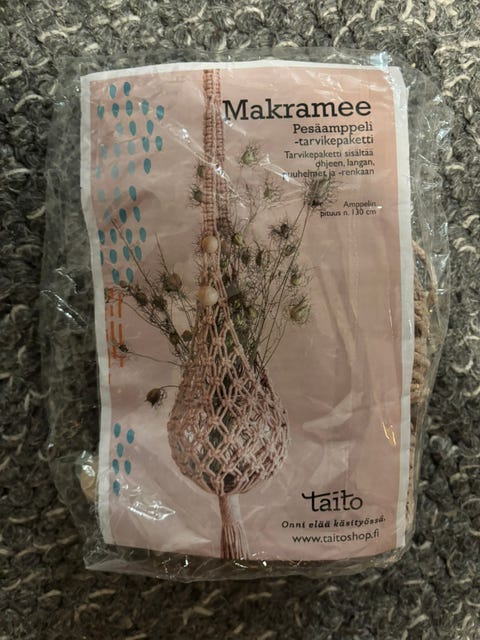 Makramee
Pesäamppeli
-tarvikepaketti
Tarvikepaketti sisältää
ohjeen, langan,
puuhelmet ja -renkaan
Amppelin
pituus n. 130 cm
taito
Onni elää käsityössä.
www.taitoshop.fi